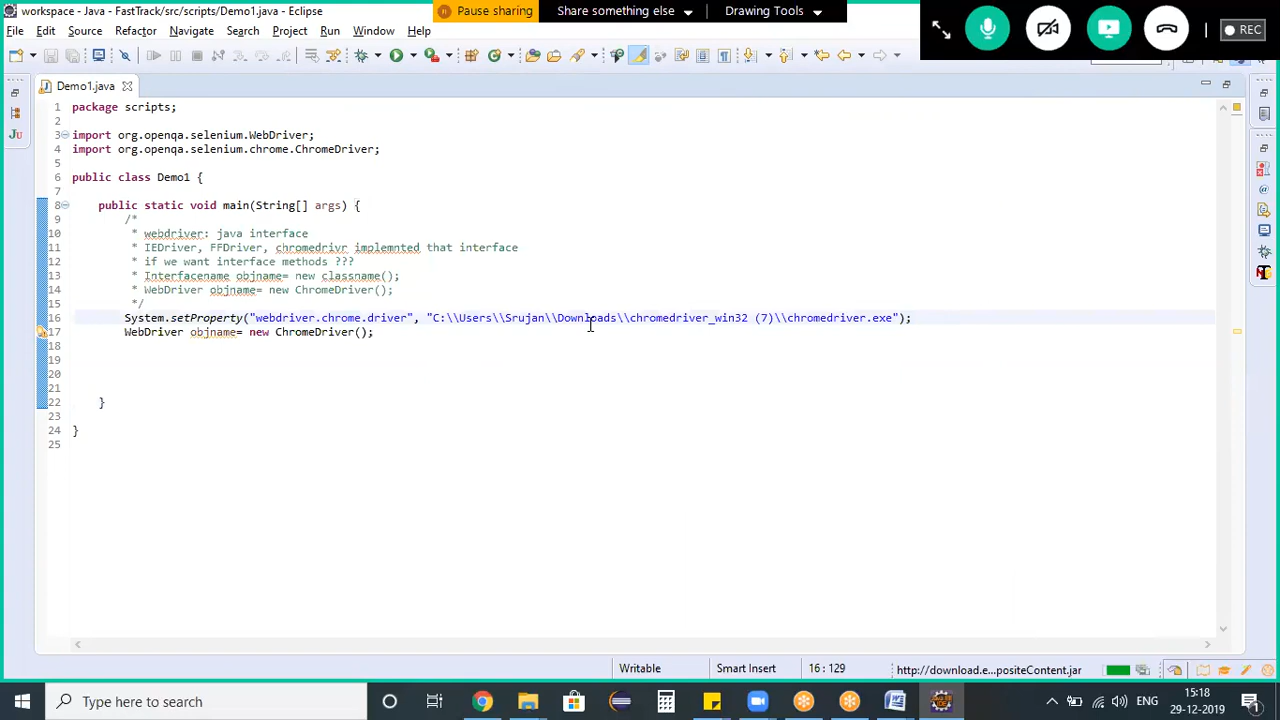 workspace - Java - FastTrack/src/scripts/Demo1.java - Eclipse
Pause sharing
Share something else
Drawing Tools
REC
File Edit Source Refactor Navigate Search Project Run Window Help
Demo1.java
1 package scripts;
2
3 import org.openqa.selenium.WebDriver;
4 import org.openqa.selenium.chrome.ChromeDriver;
5
6 public class Demo1 {
7
8 public static void main(String[] args) {
9 /*
10 * webdriver: java interface
11 * IEDriver, FFDriver, chromedrivr implemnted that interface
12 * if we want interface methods ???
13 * Interfacename objname= new classname();
14 * WebDriver objname= new ChromeDriver();
15 */
16 System.setProperty("webdriver.chrome.driver", "C:\\Users\\Srujan\\Downloads\\chromedriver_win32 (7)\\chromedriver.exe");
17 WebDriver objname= new ChromeDriver();
18
19
20
21
22 }
23
24 }
25
Writable
Smart Insert
16 : 129
http://download.e...positeContent.jar
Type here to search
ENG
15:18
29-12-2019